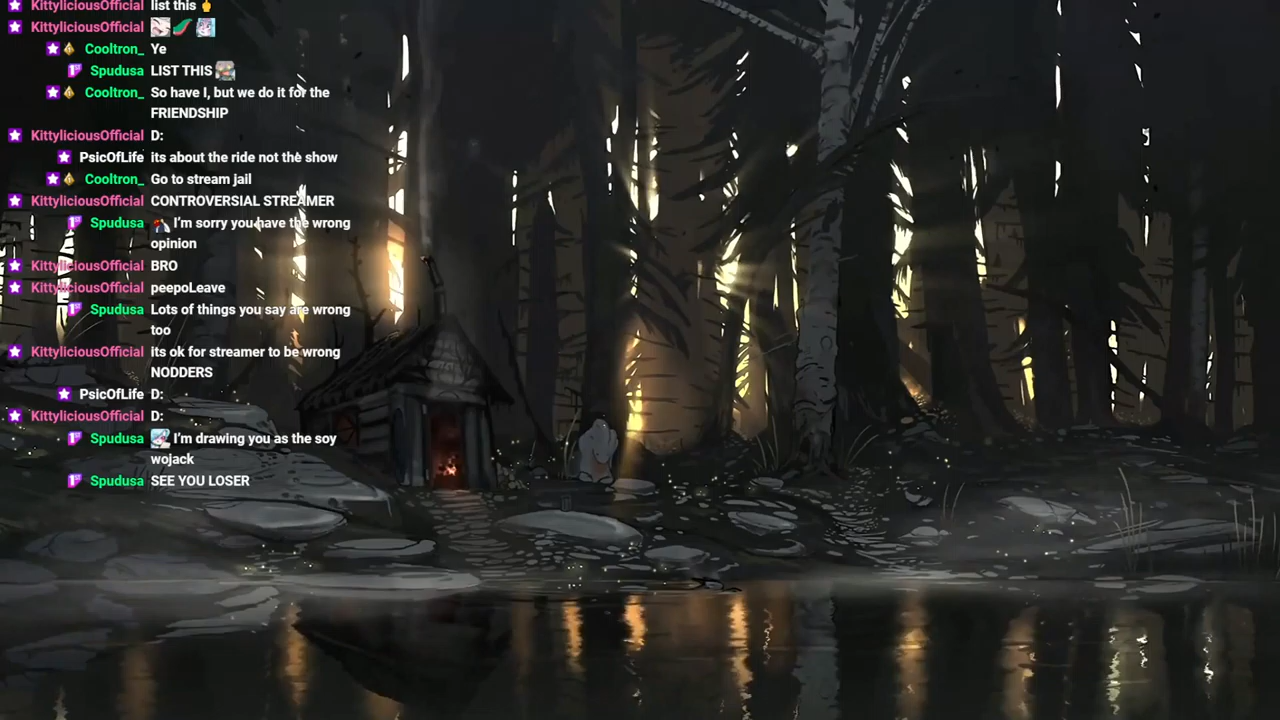 KittyliciousOfficial list this
KittyliciousOfficial
Cooltron_ Ye
Spudusa LIST THIS
Cooltron_ So have I, but we do it for the
FRIENDSHIP
KittyliciousOfficial D:
PsicOfLife its about the ride not the show
Cooltron_ Go to stream jail
KittyliciousOfficial CONTROVERSIAL STREAMER
Spudusa I'm sorry you have the wrong
opinion
KittyliciousOfficial BRO
KittyliciousOfficial peepoLeave
Spudusa Lots of things you say are wrong
too
KittyliciousOfficial Its ok for streamer to be wrong
NODDERS
PsicOfLife D:
KittyliciousOfficial D:
Spudusa I'm drawing you as the soy
wojack
Spudusa SEE YOU LOSER